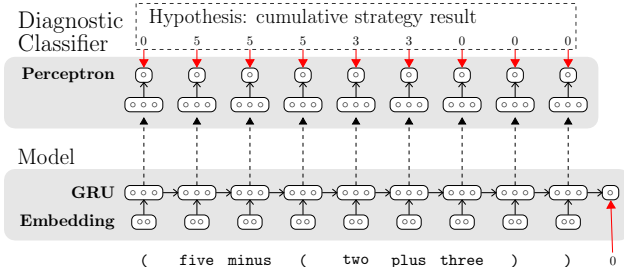 Diagnostic
Classifier
Hypothesis: cumulative strategy result
0 5 5 5 3 3 0 0 0
Perceptron
Model
GRU
Embedding
( five minus ( two plus three ) ) 0